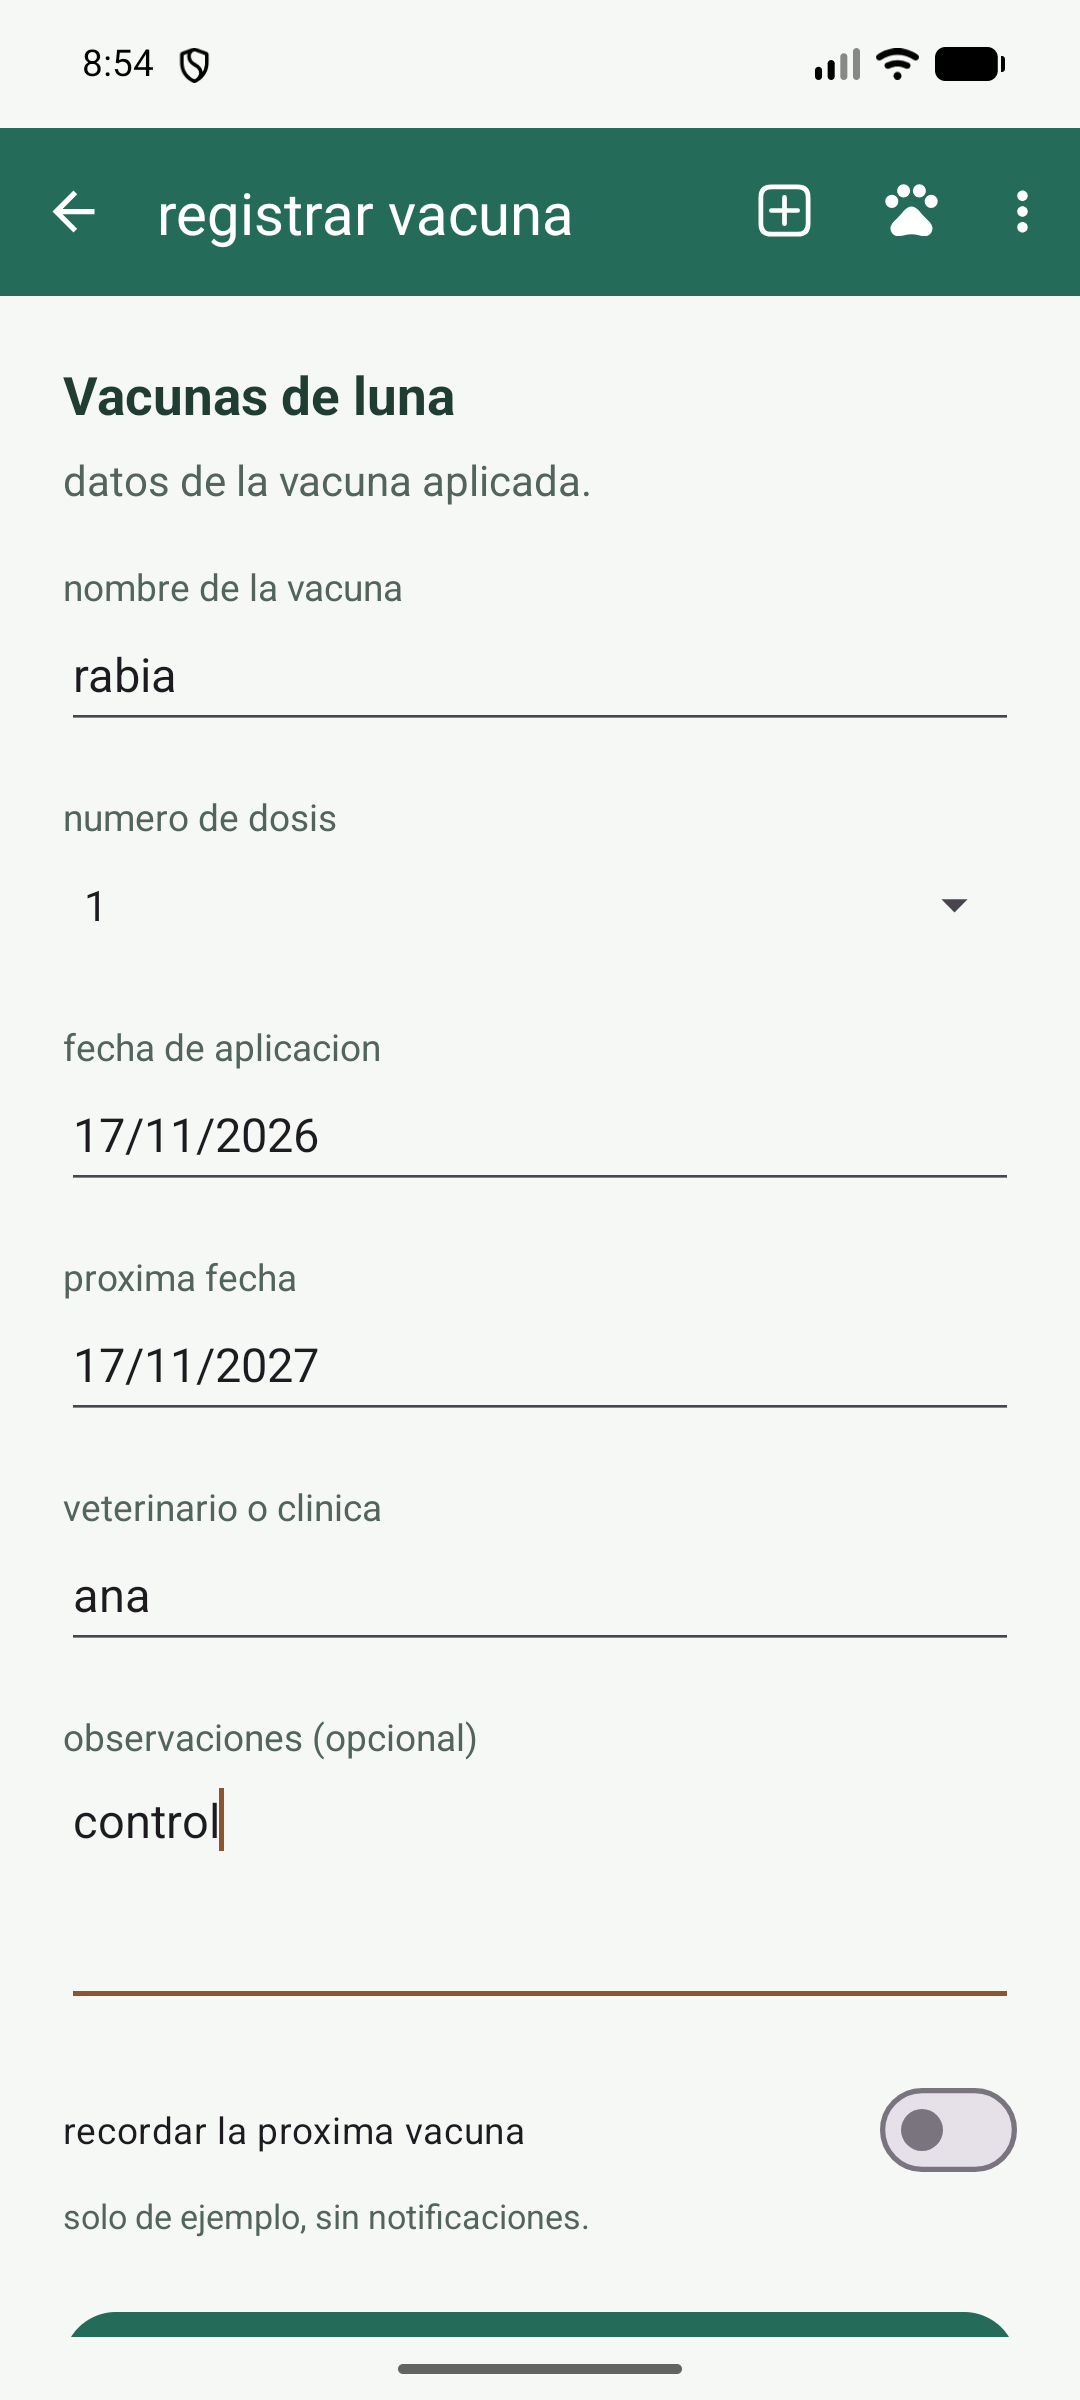 8:54
registrar vacuna
Vacunas de luna
datos de la vacuna aplicada.
nombre de la vacuna
rabia
numero de dosis
1
fecha de aplicacion
17/11/2026
proxima fecha
17/11/2027
veterinario o clinica
ana
observaciones (opcional)
control
recordar la proxima vacuna
solo de ejemplo, sin notificaciones.